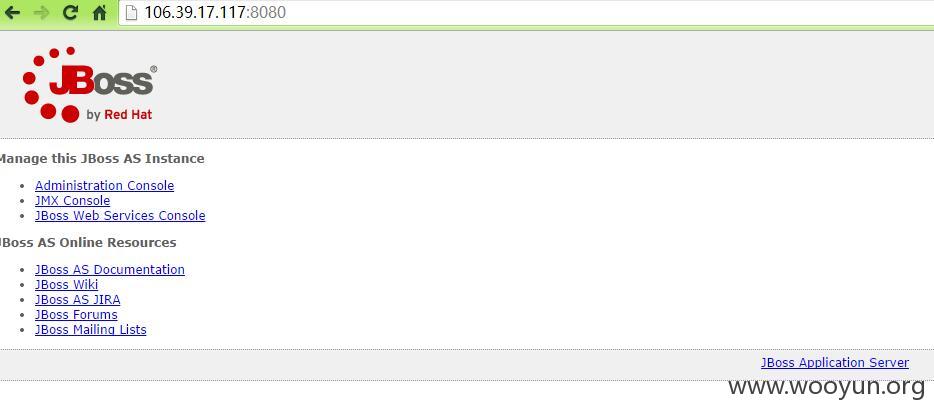 106.39.17.117:8080
JBoss®
by Red Hat
Manage this JBoss AS Instance
Administration Console
JMX Console
JBoss Web Services Console
JBoss AS Online Resources
JBoss AS Documentation
JBoss Wiki
JBoss AS JIRA
JBoss Forums
JBoss Mailing Lists
JBoss Application Server
www.wooyun.org